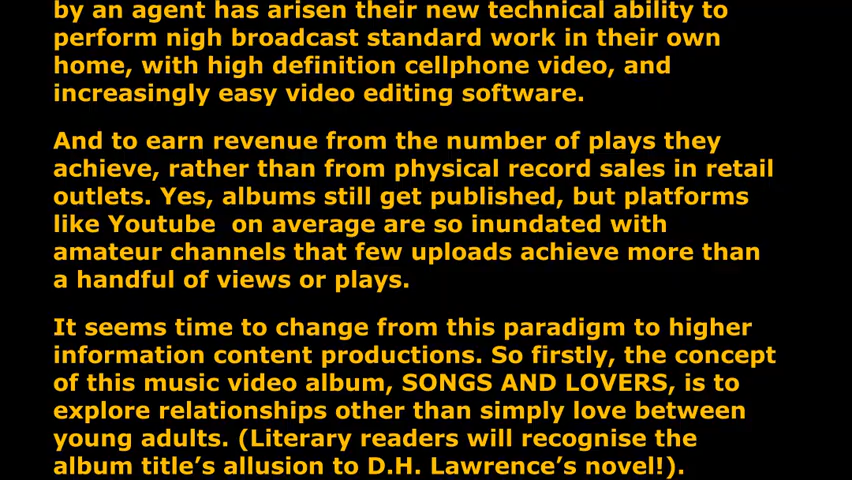 by an agent has arisen their new technical ability to
perform nigh broadcast standard work in their own
home, with high definition cellphone video, and
increasingly easy video editing software.
And to earn revenue from the number of plays they
achieve, rather than from physical record sales in retail
outlets. Yes, albums still get published, but platforms
like Youtube  on average are so inundated with
amateur channels that few uploads achieve more than
a handful of views or plays.
It seems time to change from this paradigm to higher
information content productions. So firstly, the concept
of this music video album, SONGS AND LOVERS, is to
explore relationships other than simply love between
young adults. (Literary readers will recognise the
album title’s allusion to D.H. Lawrence’s novel!).